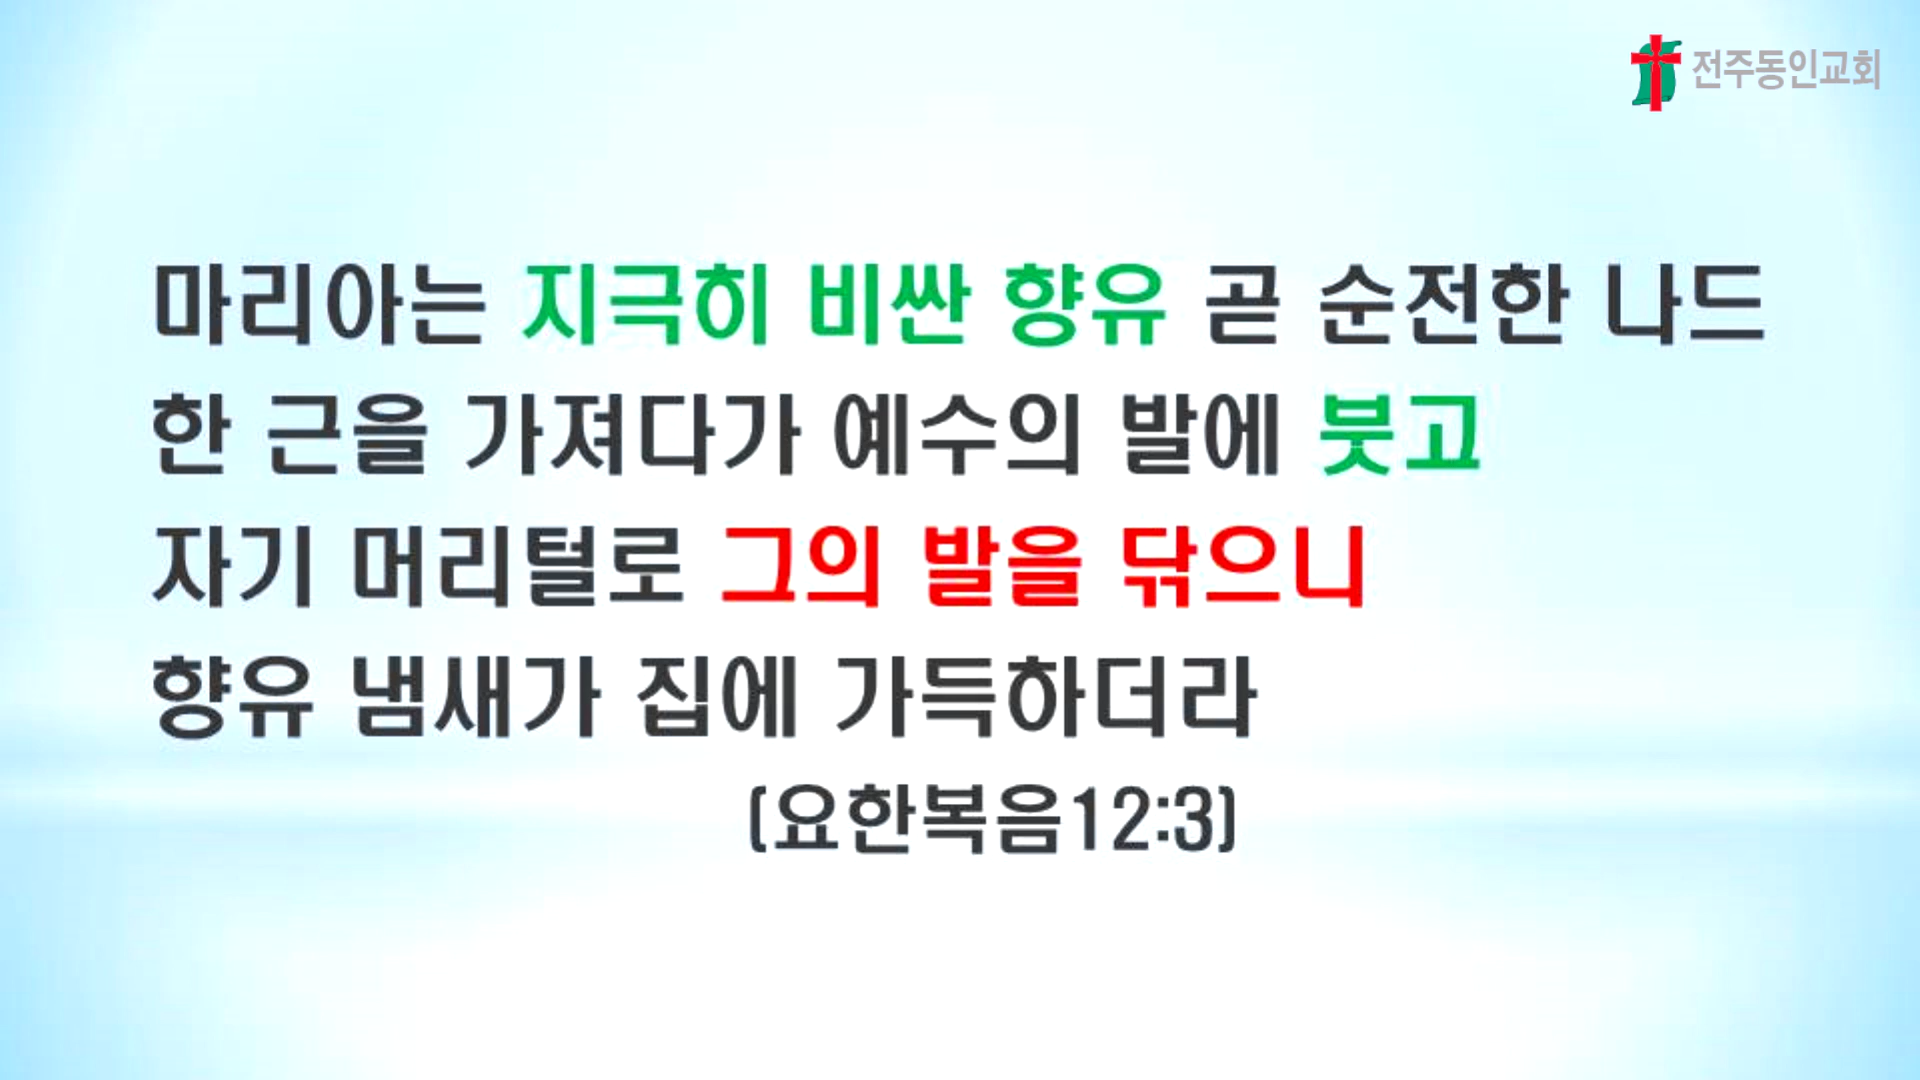 전주동인교회
마리아는 지극히 비싼 향유 곧 순전한 나드
한 근을 가져다가 예수의 발에 붓고
자기 머리털로 그의 발을 닦으니
향유 냄새가 집에 가득하더라
(요한복음12:3)